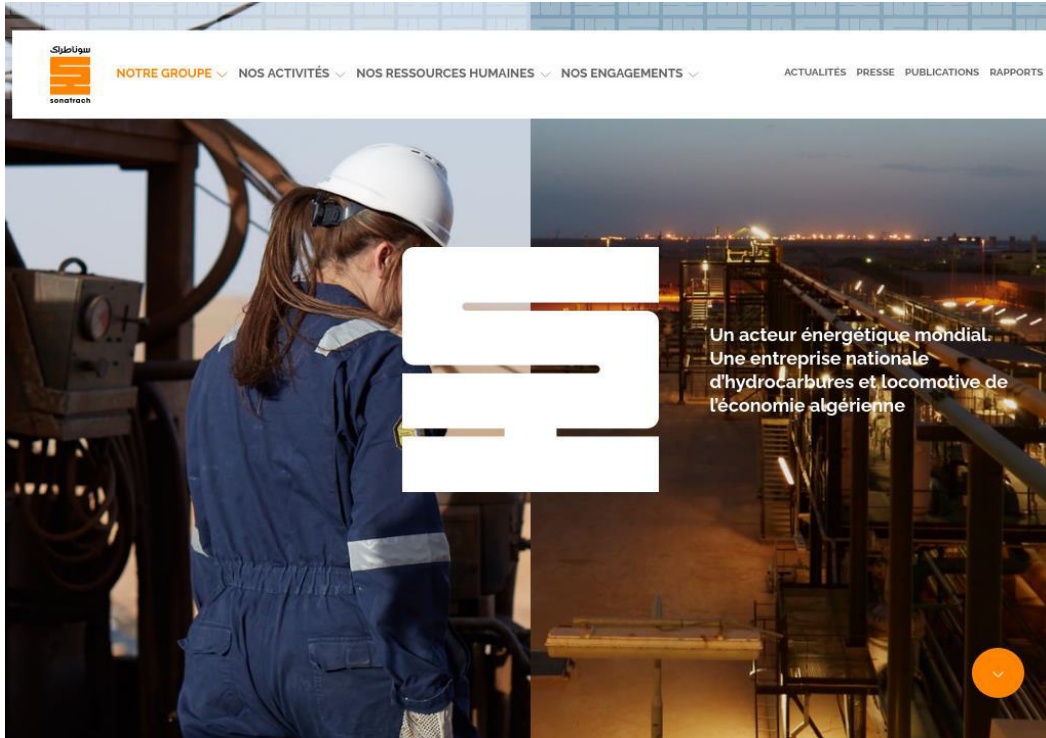 سوناطراك
sonatrach
NOTRE GROUPE NOS ACTIVITÉS NOS RESSOURCES HUMAINES NOS ENGAGEMENTS ACTUALITÉS PRESSE PUBLICATIONS RAPPORTS
Un acteur énergétique mondial.
Une entreprise nationale
d'hydrocarbures et locomotive de
l'économie algérienne